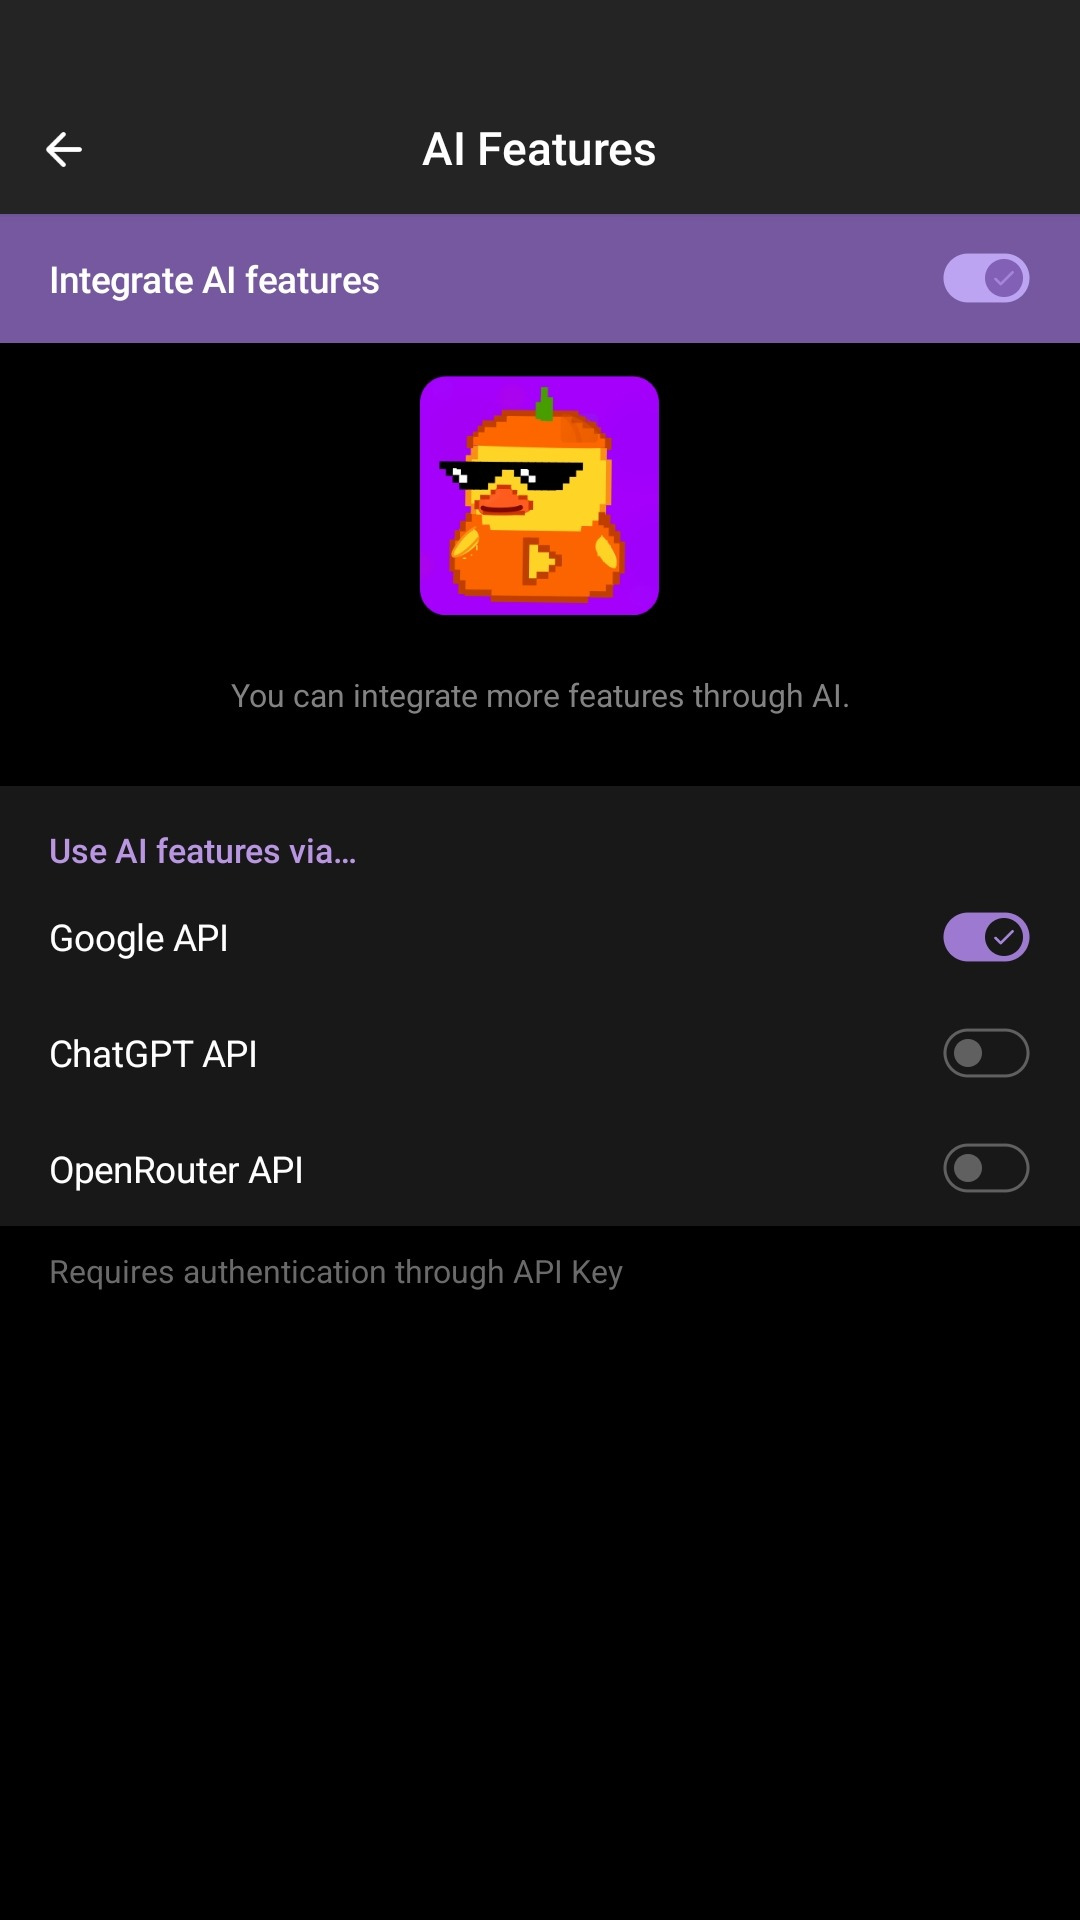 AI Features
Integrate AI features
You can integrate more features through AI.
Use AI features via...
Google API
ChatGPT API
OpenRouter API
Requires authentication through API Key